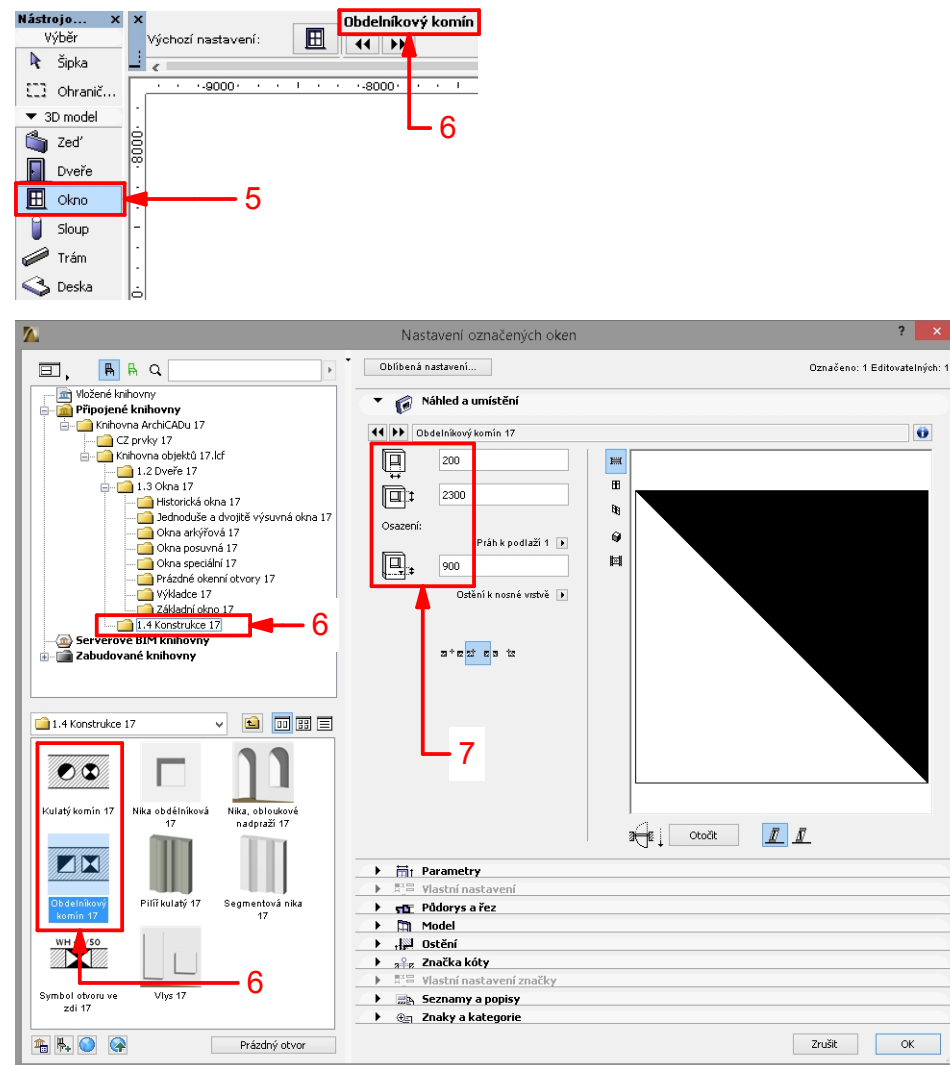 Nástrojo... x x
Výběr
Šipka
Ohranič...
3D model
Zeď
Dveře
Okno
Sloup
Trám
Deska
Výchozí nastavení:
Obdelníkový komín
6
-9000
-8000
-8000
0
5
Nastavení označených oken
? x
Oblíbená nastavení...
Označeno: 1 Editovatelných: 1
Vložené knihovny
Připojené knihovny
Knihovna ArchiCADu 17
CZ prvky 17
Knihovna objektů 17.lcf
1.2 Dveře 17
1.3 Okna 17
Historická okna 17
Jednoduše a dvojitě výsuvná okna 17
Okna arkýřová 17
Okna posuvná 17
Okna speciální 17
Prázdné okenní otvory 17
Výkladce 17
Základní okno 17
1.4 Konstrukce 17
6
Serverové BIM knihovny
Zabudované knihovny
1.4 Konstrukce 17
Kulatý komín 17
Nika obdélníková
17
Nika, obloukové
nadpraží 17
Obdelníkový
komín 17
Pilíř kulatý 17
Segmentová nika
17
Symbol otvoru ve
zdi 17
Vlys 17
6
Prázdný otvor
Náhled a umístění
Obdelníkový komín 17
200
2300
Osazení:
Práh k podlaží 1
900
Ostění k nosné vrstvě
7
Otočit
Parametry
Vlastní nastavení
Půdorys a řez
Model
Ostění
Značka kóty
Vlastní nastavení značky
Seznamy a popisy
Znaky a kategorie
Zrušit
OK